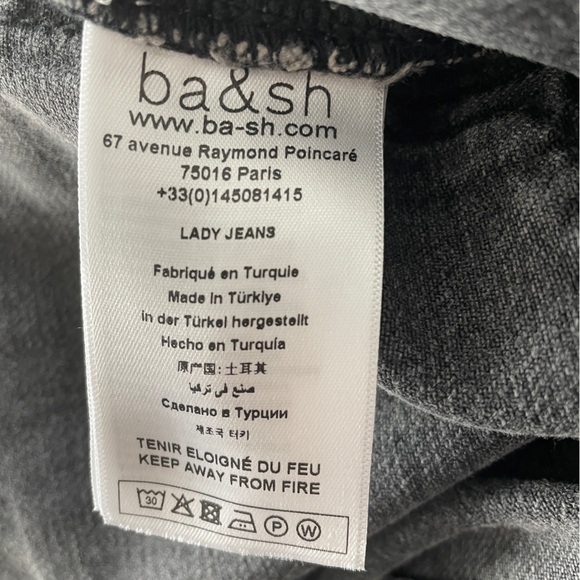 ba&sh
www.ba-sh.com
67 avenue Raymond Poincaré
75016 Paris
+33(0)145081415
LADY JEANS
Fabriqué en Turquie
Made in Türkiye
in der Türkei hergestellt
Hecho en Turquía
原产国:土耳其
صنع في تركيا
Сделано в Турции
제조국 터키
TENIR ELOIGNÉ DU FEU
KEEP AWAY FROM FIRE
30 P W